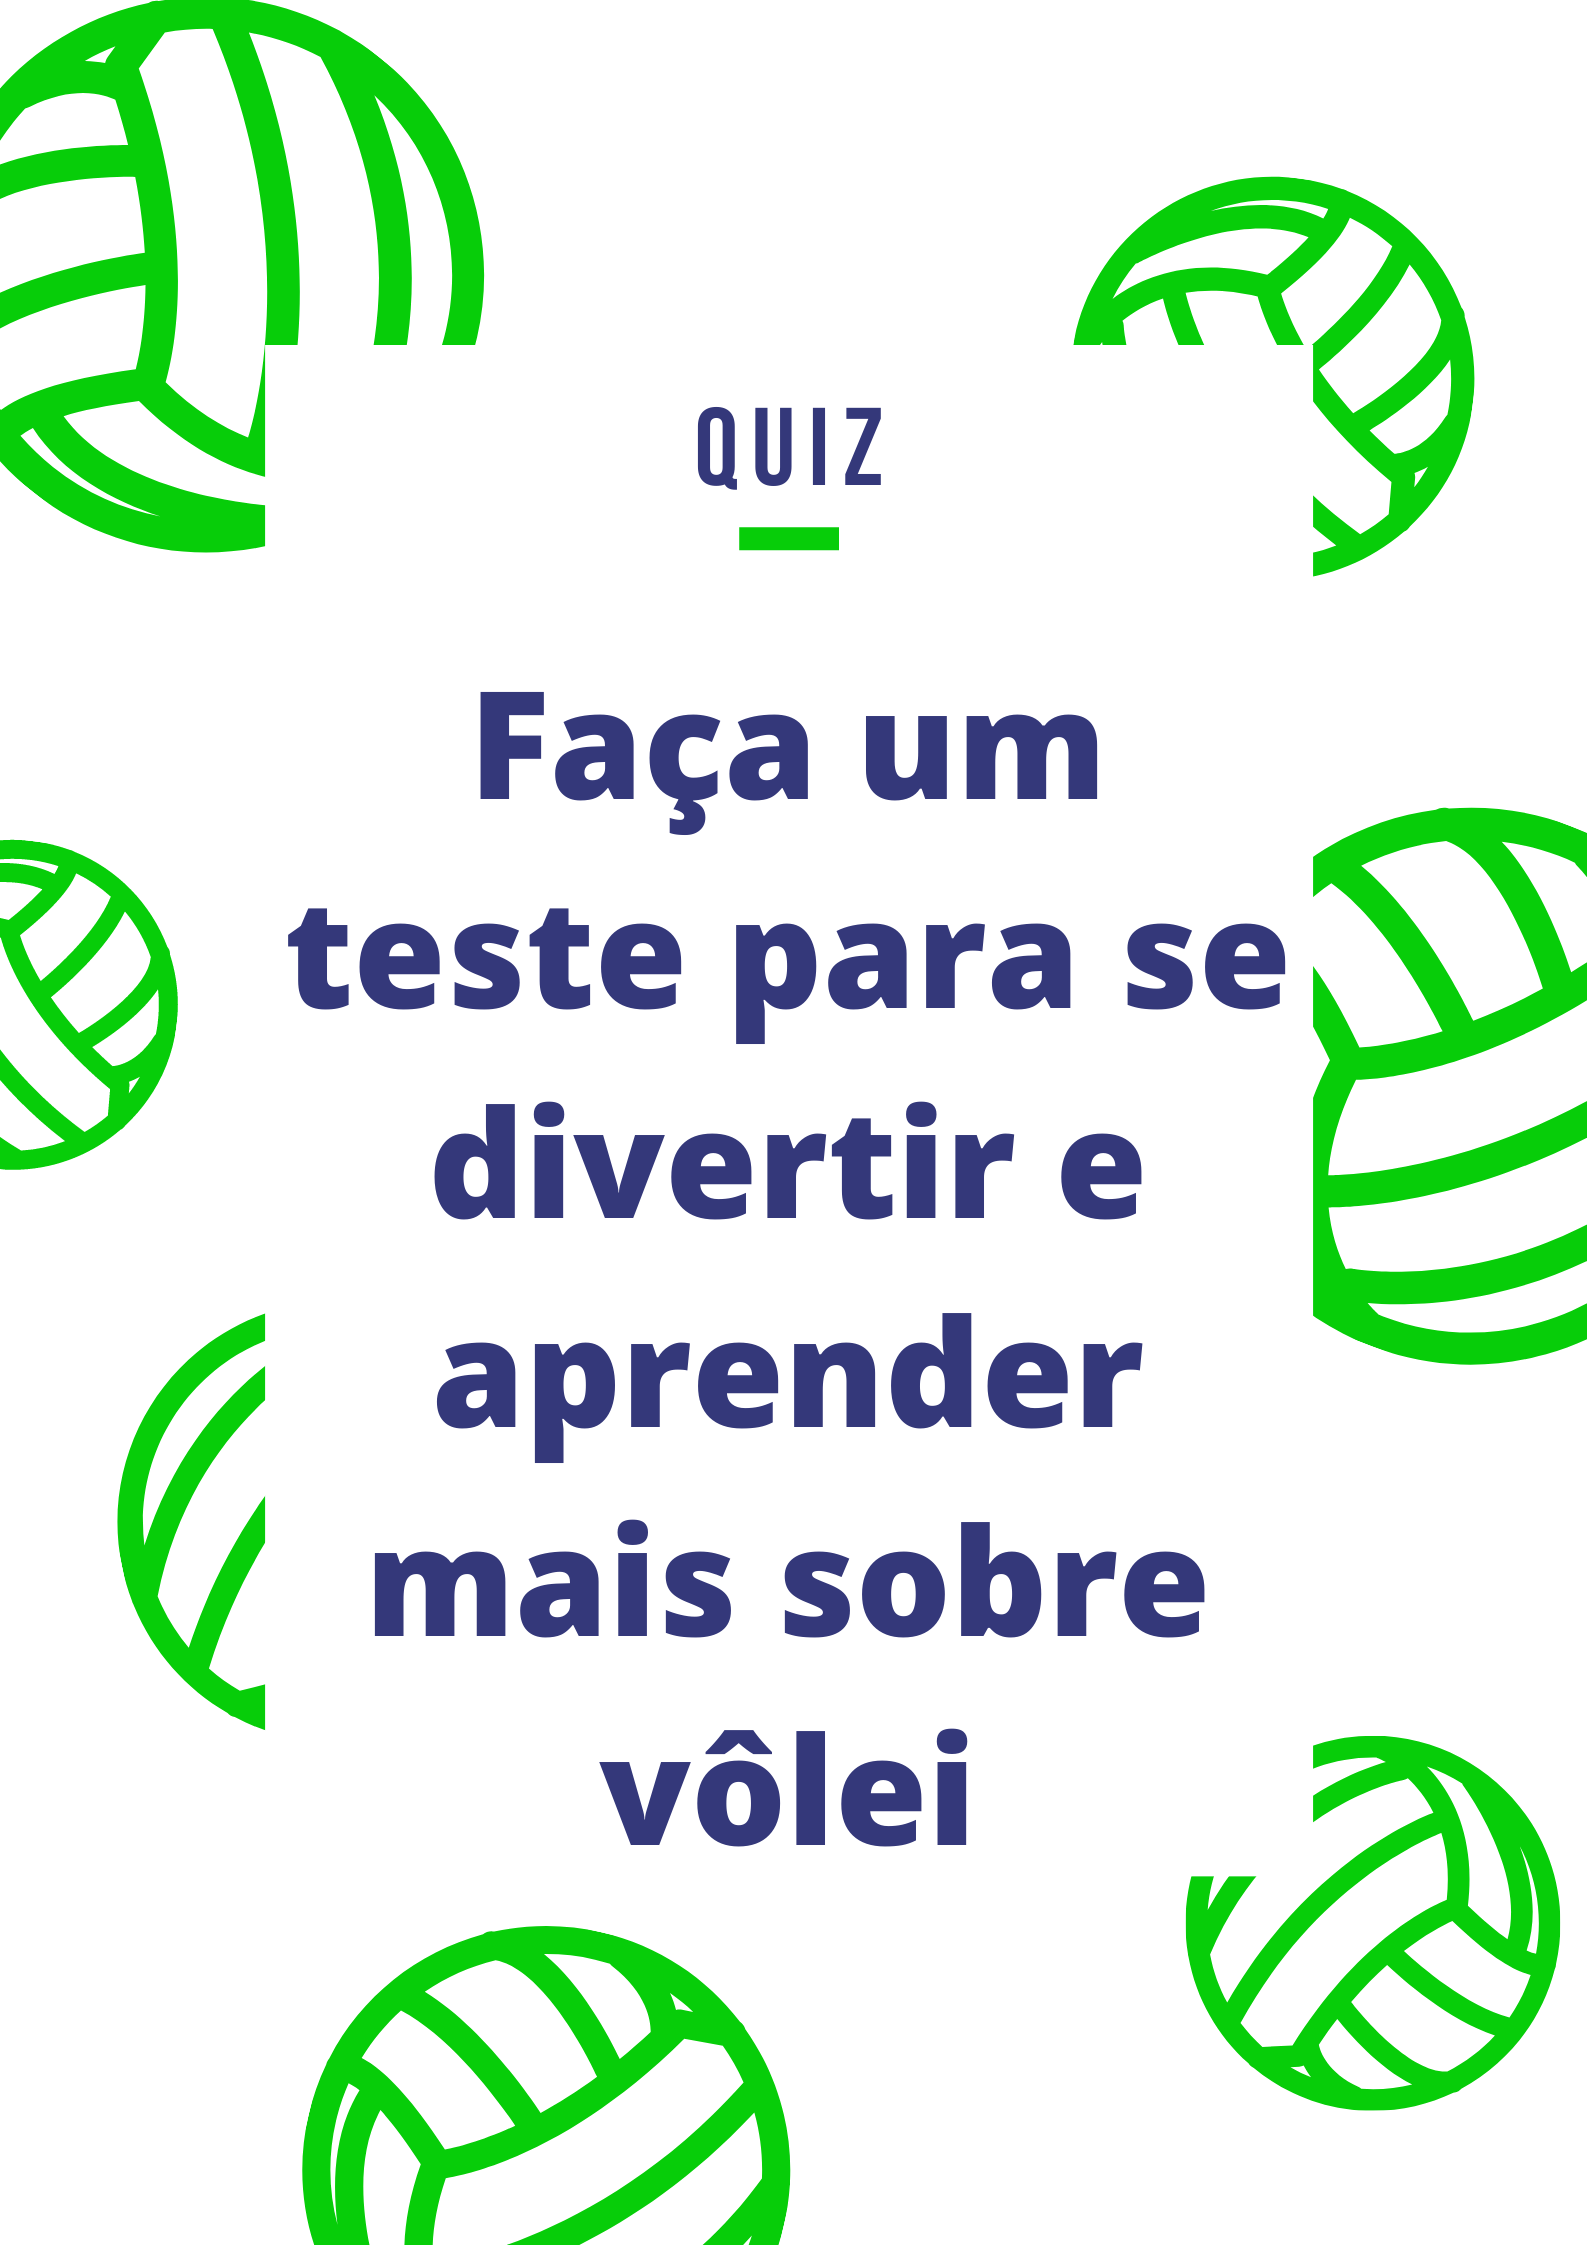 QUIZ
Faça um
teste para se
divertir e
aprender
mais sobre
vôlei